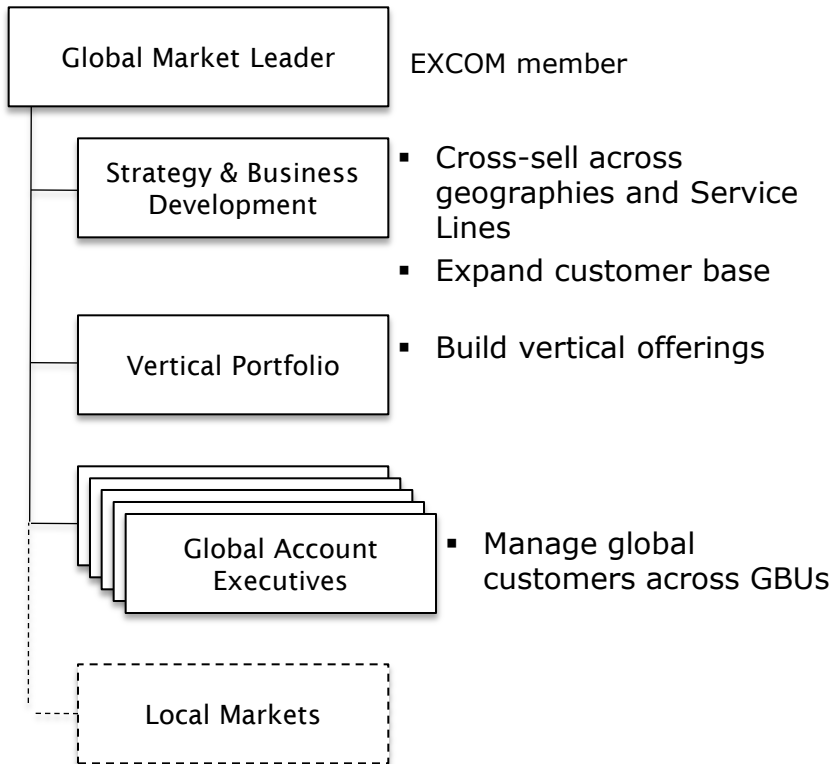 Global Market Leader
EXCOM member
Strategy & Business
Development
▪ Cross-sell across
geographies and Service
Lines
▪ Expand customer base
Vertical Portfolio
▪ Build vertical offerings
Global Account
Executives
▪ Manage global
customers across GBUs
Local Markets